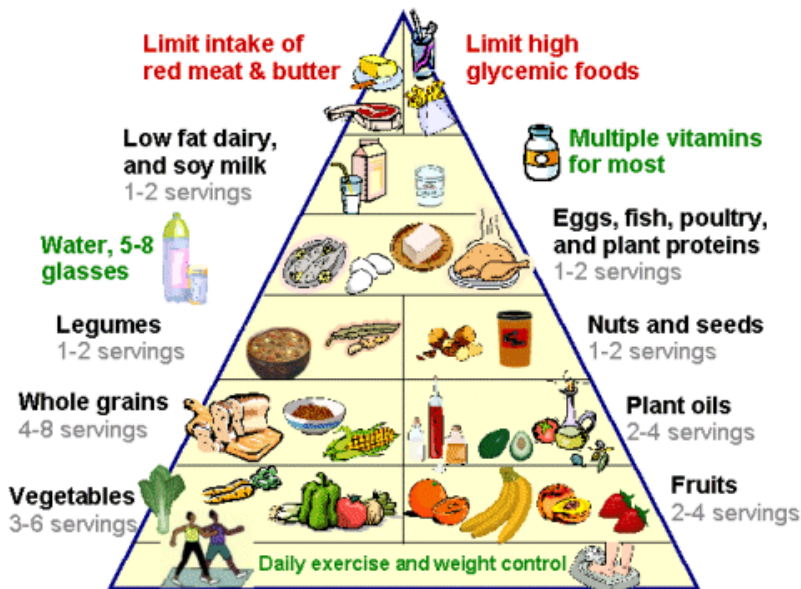 Limit intake of
red meat & butter
Limit high
glycemic foods
Low fat dairy,
and soy milk
1-2 servings
Multiple vitamins
for most
Water, 5-8
glasses
Eggs, fish, poultry,
and plant proteins
1-2 servings
Legumes
1-2 servings
Nuts and seeds
1-2 servings
Whole grains
4-8 servings
Plant oils
2-4 servings
Vegetables
3-6 servings
Fruits
2-4 servings
Daily exercise and weight control